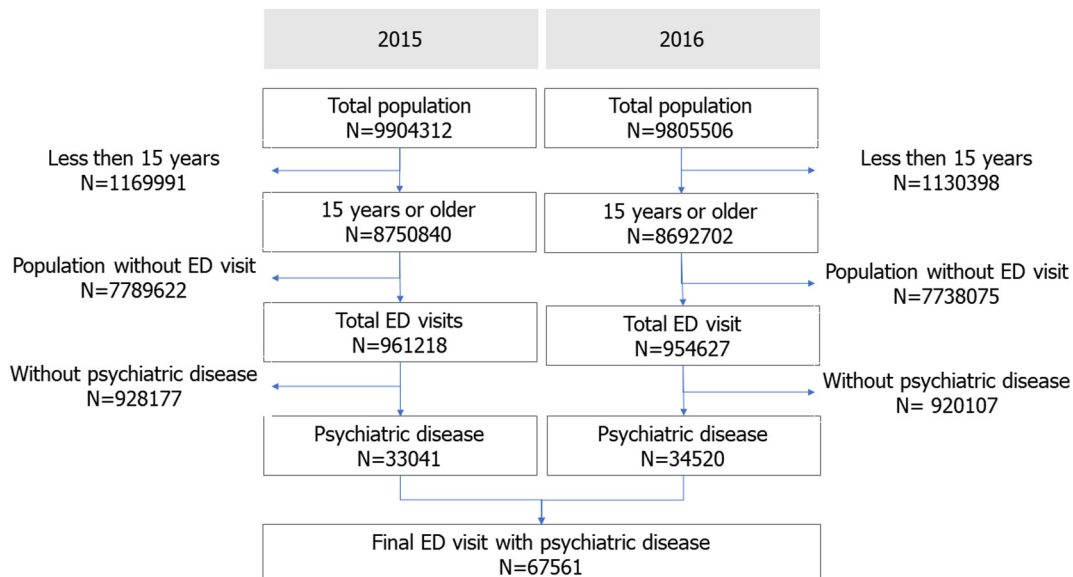 2015
2016
Total population
N=9904312
Total population
N=9805506
Less then 15 years
N=1169991
Less then 15 years
N=1130398
15 years or older
N=8750840
15 years or older
N=8692702
Population without ED visit
N=7789622
Population without ED visit
N=7738075
Total ED visits
N=961218
Total ED visit
N=954627
Without psychiatric disease
N=928177
Without psychiatric disease
N= 920107
Psychiatric disease
N=33041
Psychiatric disease
N=34520
Final ED visit with psychiatric disease
N=67561